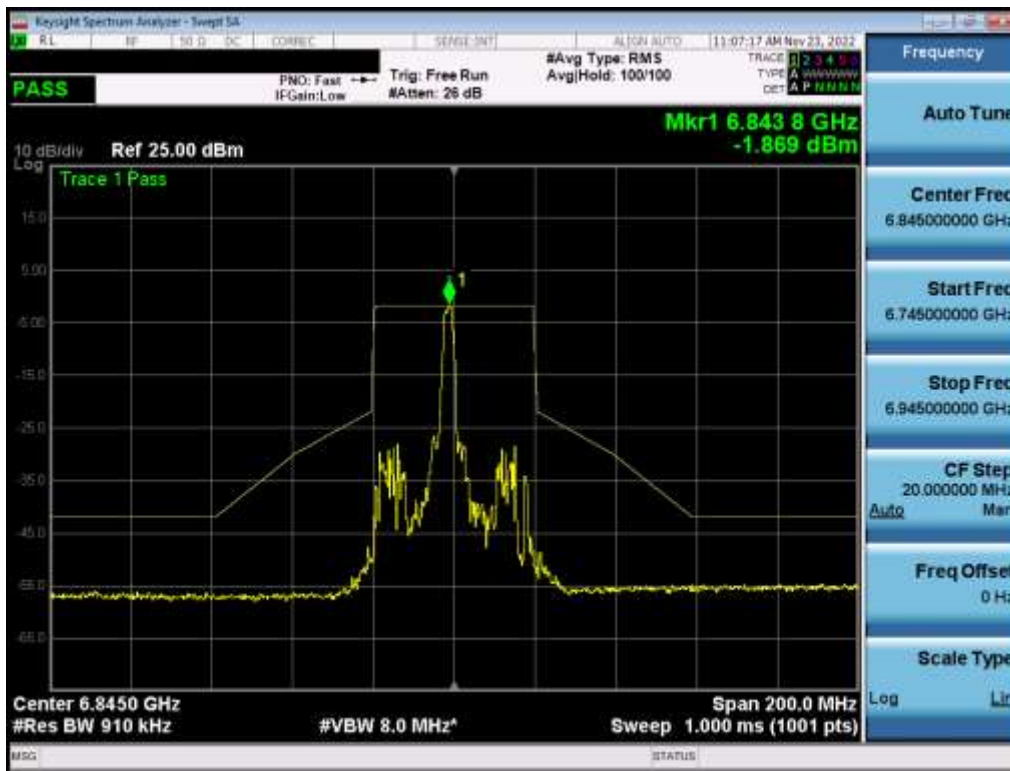 Keysight Spectrum Analyzer - Swept SA
RL RF 50 Ω DC CORREC SENSE:INT ALIGN AUTO 11:07:17 AM Nov 23, 2022
PASS
PNO: Fast
IFGain:Low
Trig: Free Run
#Atten: 26 dB
#Avg Type: RMS
Avg|Hold: 100/100
TRACE 1 2 3 4 5 6
TYPE A WWWWW
DET A P N N N N
Mkr1 6.843 8 GHz
-1.869 dBm
10 dB/div Ref 25.00 dBm
Log
Trace 1 Pass
15.0
5.00
-5.00
-15.0
-25.0
-35.0
-45.0
-55.0
-65.0
1
Center 6.8450 GHz
Span 200.0 MHz
#Res BW 910 kHz
#VBW 8.0 MHz*
Sweep 1.000 ms (1001 pts)
MSG
STATUS
Frequency
Auto Tune
Center Freq
6.845000000 GHz
Start Freq
6.745000000 GHz
Stop Freq
6.945000000 GHz
CF Step
20.000000 MHz
Auto Man
Freq Offset
0 Hz
Scale Type
Log Lin